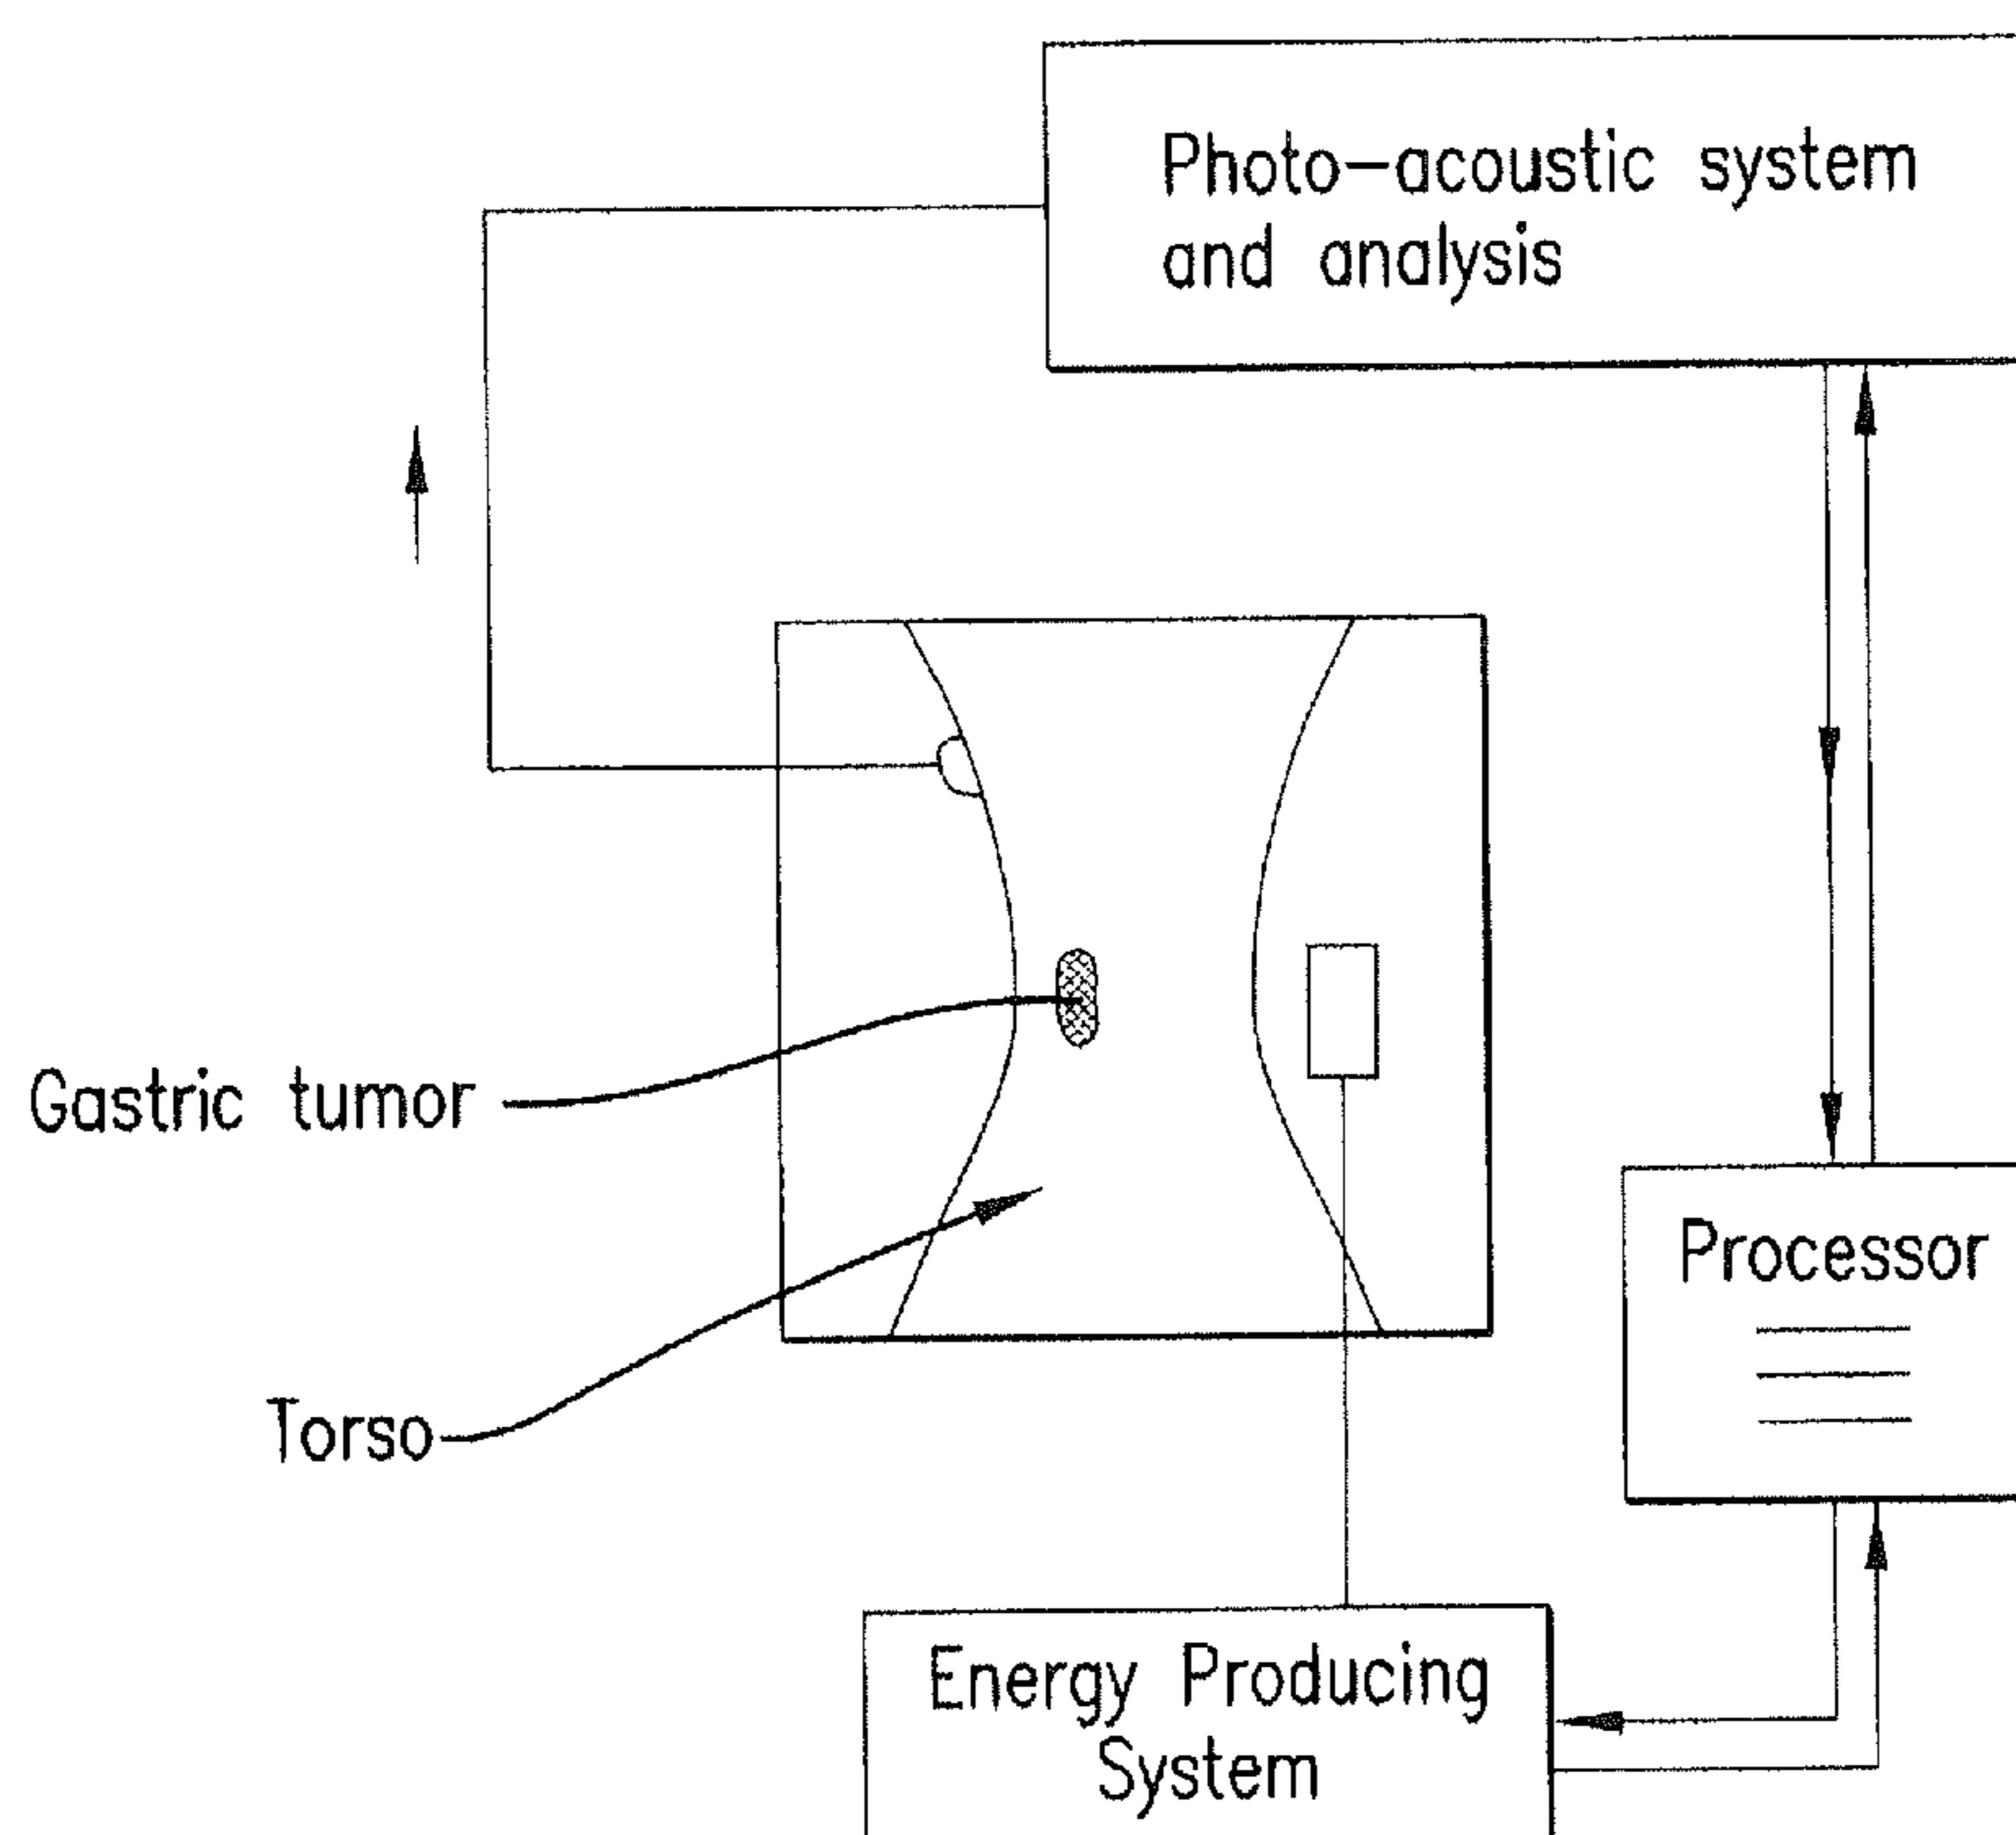 Photo-acoustic system
and analysis
Gastric tumor
Processor
Torso
Energy Producing
System